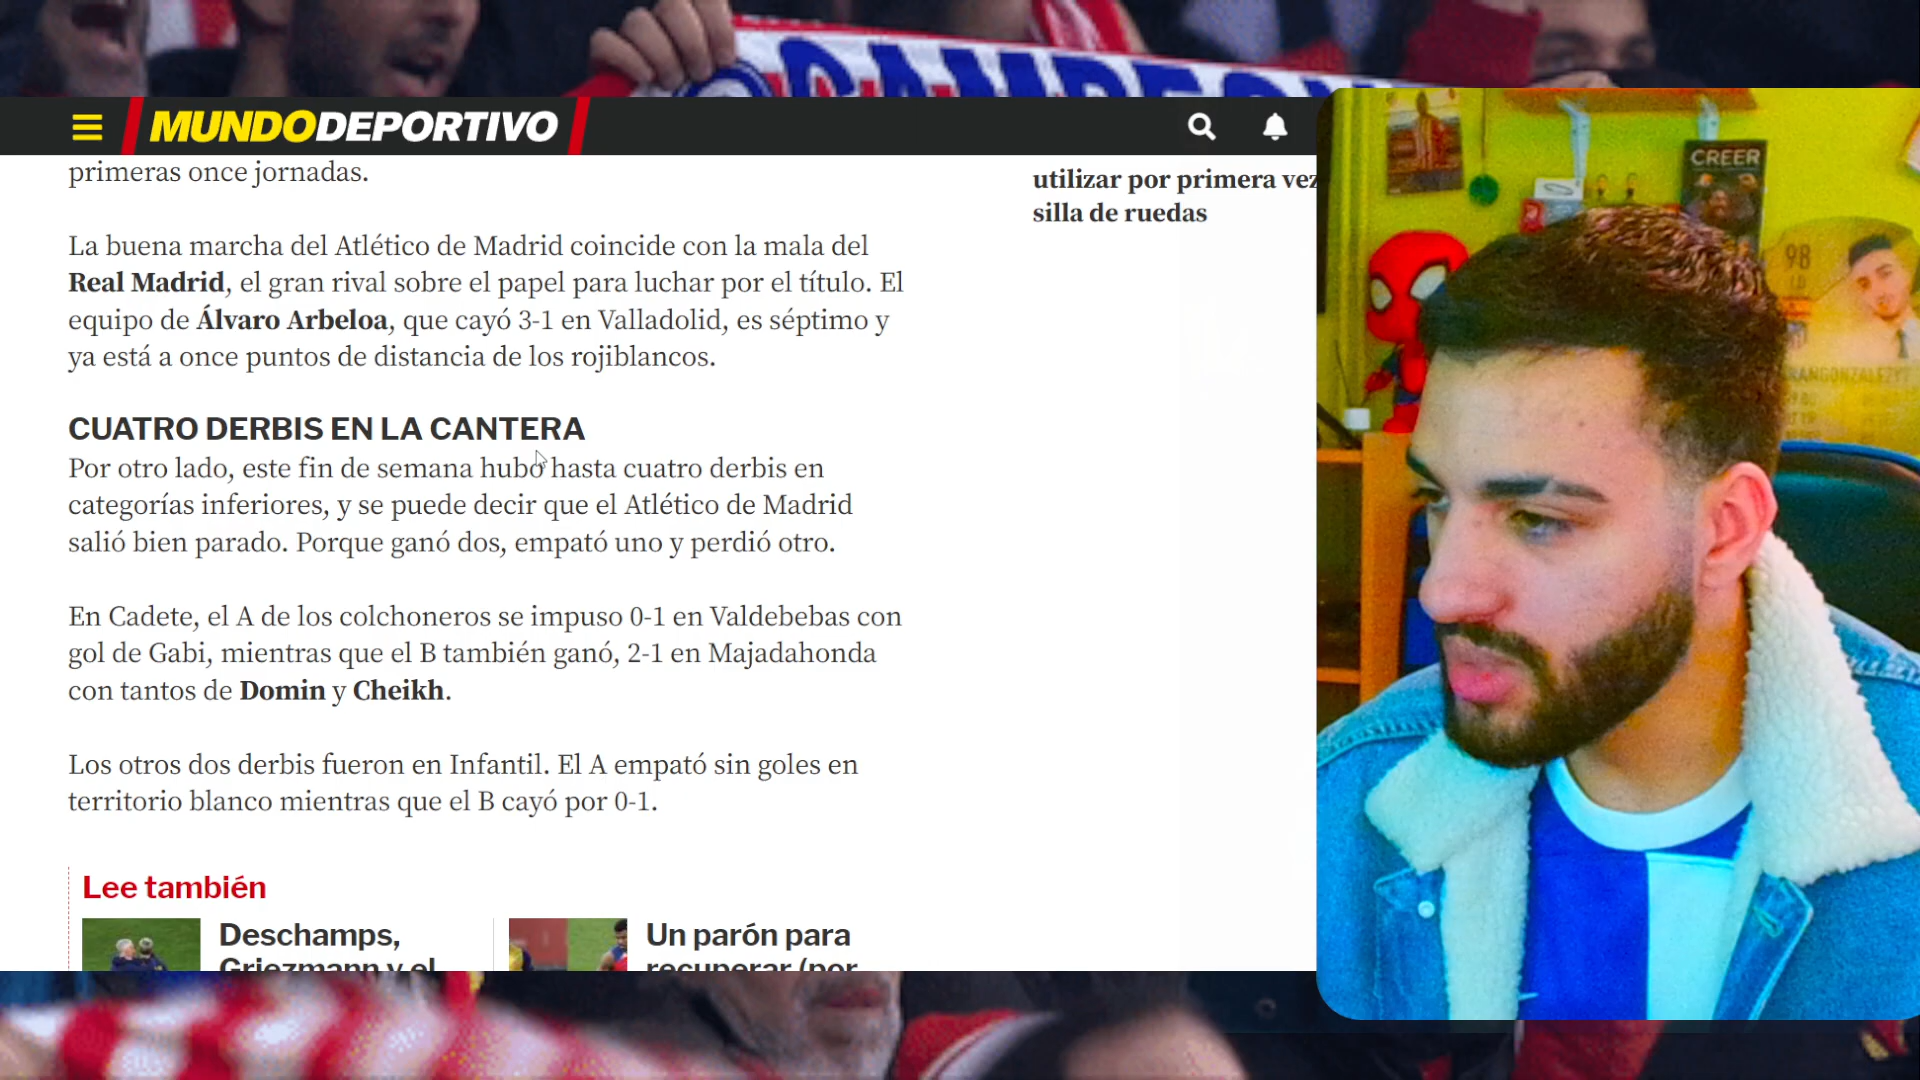 CAMPEON
MUNDODEPORTIVO
primeras once jornadas.
La buena marcha del Atlético de Madrid coincide con la mala del
Real Madrid, el gran rival sobre el papel para luchar por el título. El
equipo de Álvaro Arbeloa, que cayó 3-1 en Valladolid, es séptimo y
ya está a once puntos de distancia de los rojiblancos.
CUATRO DERBIS EN LA CANTERA
Por otro lado, este fin de semana hubo hasta cuatro derbis en
categorías inferiores, y se puede decir que el Atlético de Madrid
salió bien parado. Porque ganó dos, empató uno y perdió otro.
En Cadete, el A de los colchoneros se impuso 0-1 en Valdebebas con
gol de Gabi, mientras que el B también ganó, 2-1 en Majadahonda
con tantos de Domin y Cheikh.
Los otros dos derbis fueron en Infantil. El A empató sin goles en
territorio blanco mientras que el B cayó por 0-1.
Lee también
Deschamps,
Griezmann y el
Un parón para
recuperar (por
utilizar por primera vez
silla de ruedas
CREER
98